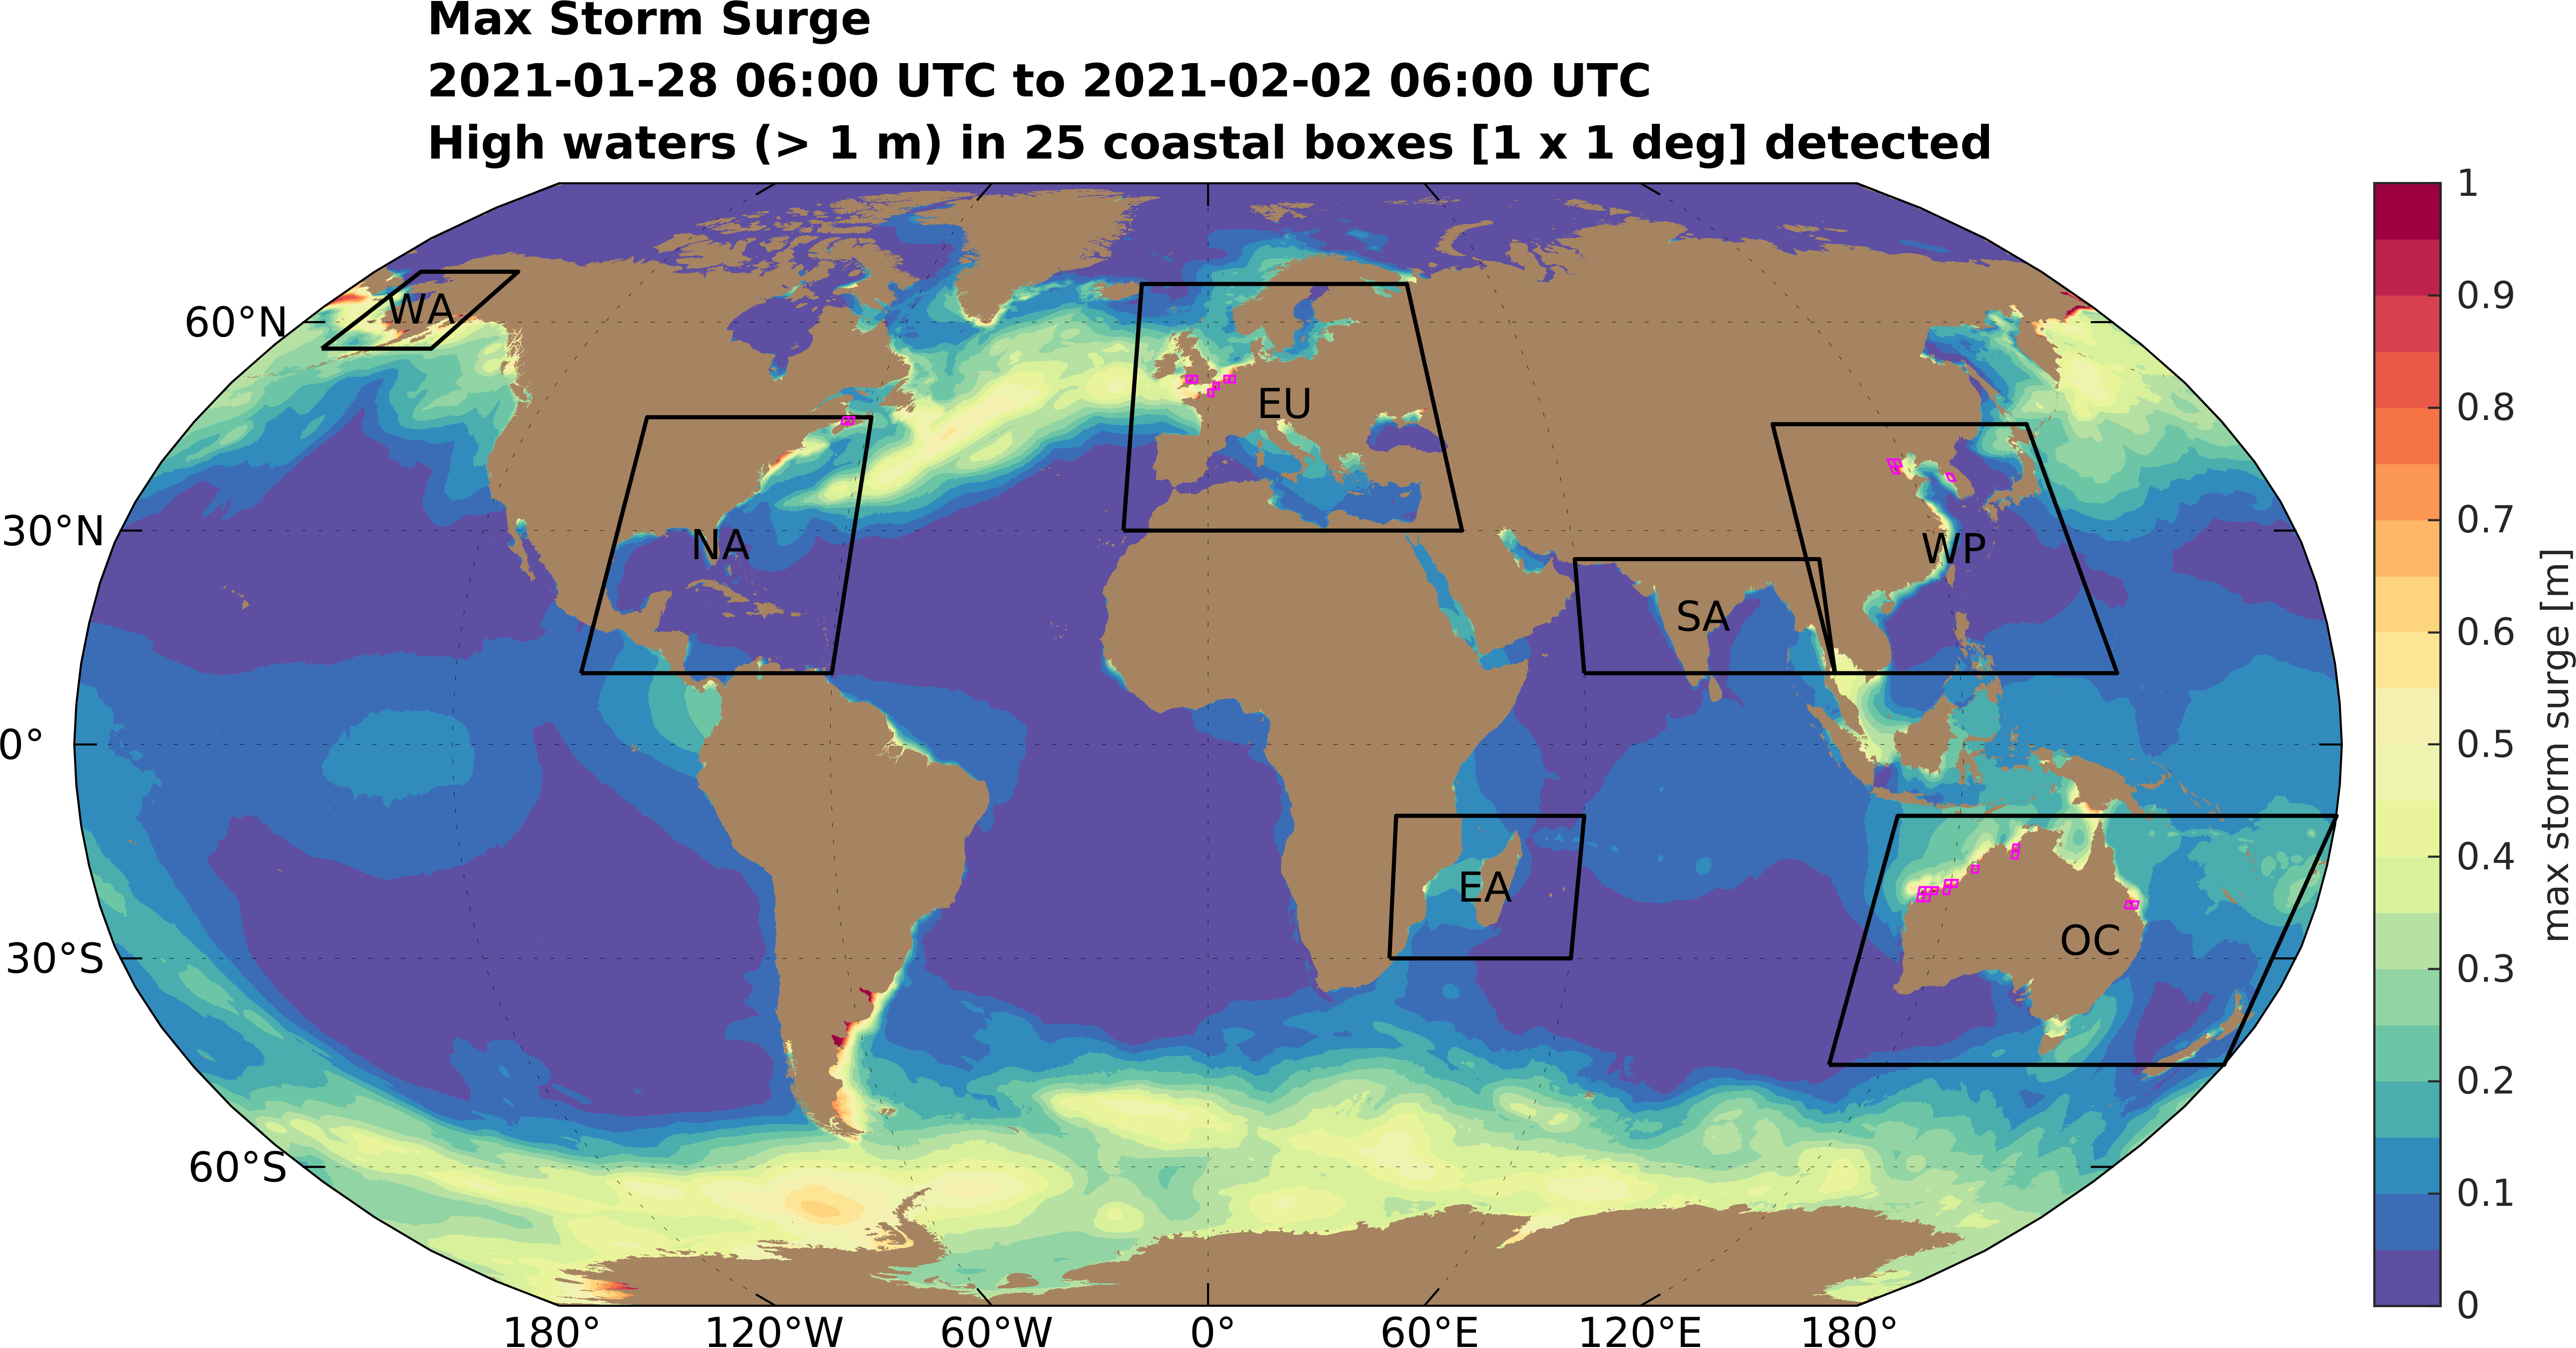 Max Storm Surge
2021-01-28 06:00 UTC to 2021-02-02 06:00 UTC
High waters (> 1 m) in 25 coastal boxes [1 x 1 deg] detected
60°N
30°N
0°
30°S
60°S
WA
NA
EU
SA
WP
EA
OC
180°
120°W
60°W
0°
60°E
120°E
180°
1
0.9
0.8
0.7
0.6
0.5
0.4
0.3
0.2
0.1
0
max storm surge [m]